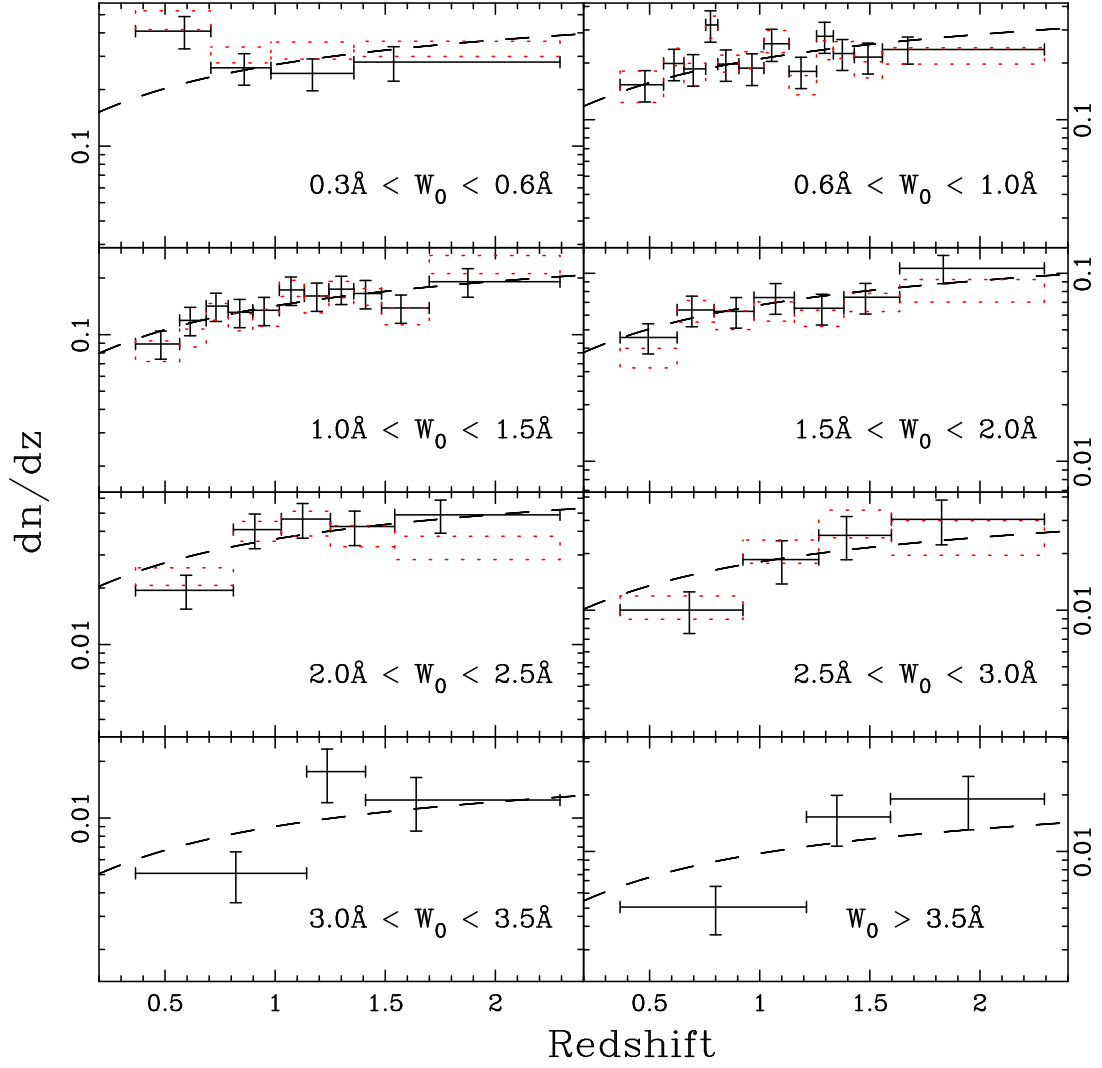 0.1
0.3Å < W₀ < 0.6Å
0.6Å < W₀ < 1.0Å
0.1
0.1
1.0Å < W₀ < 1.5Å
0.1
1.5Å < W₀ < 2.0Å
0.01
dn/dz
0.01
2.0Å < W₀ < 2.5Å
0.01
2.5Å < W₀ < 3.0Å
0.01
3.0Å < W₀ < 3.5Å
0.01
W₀ > 3.5Å
0.5 1 1.5 2 0.5 1 1.5 2
Redshift